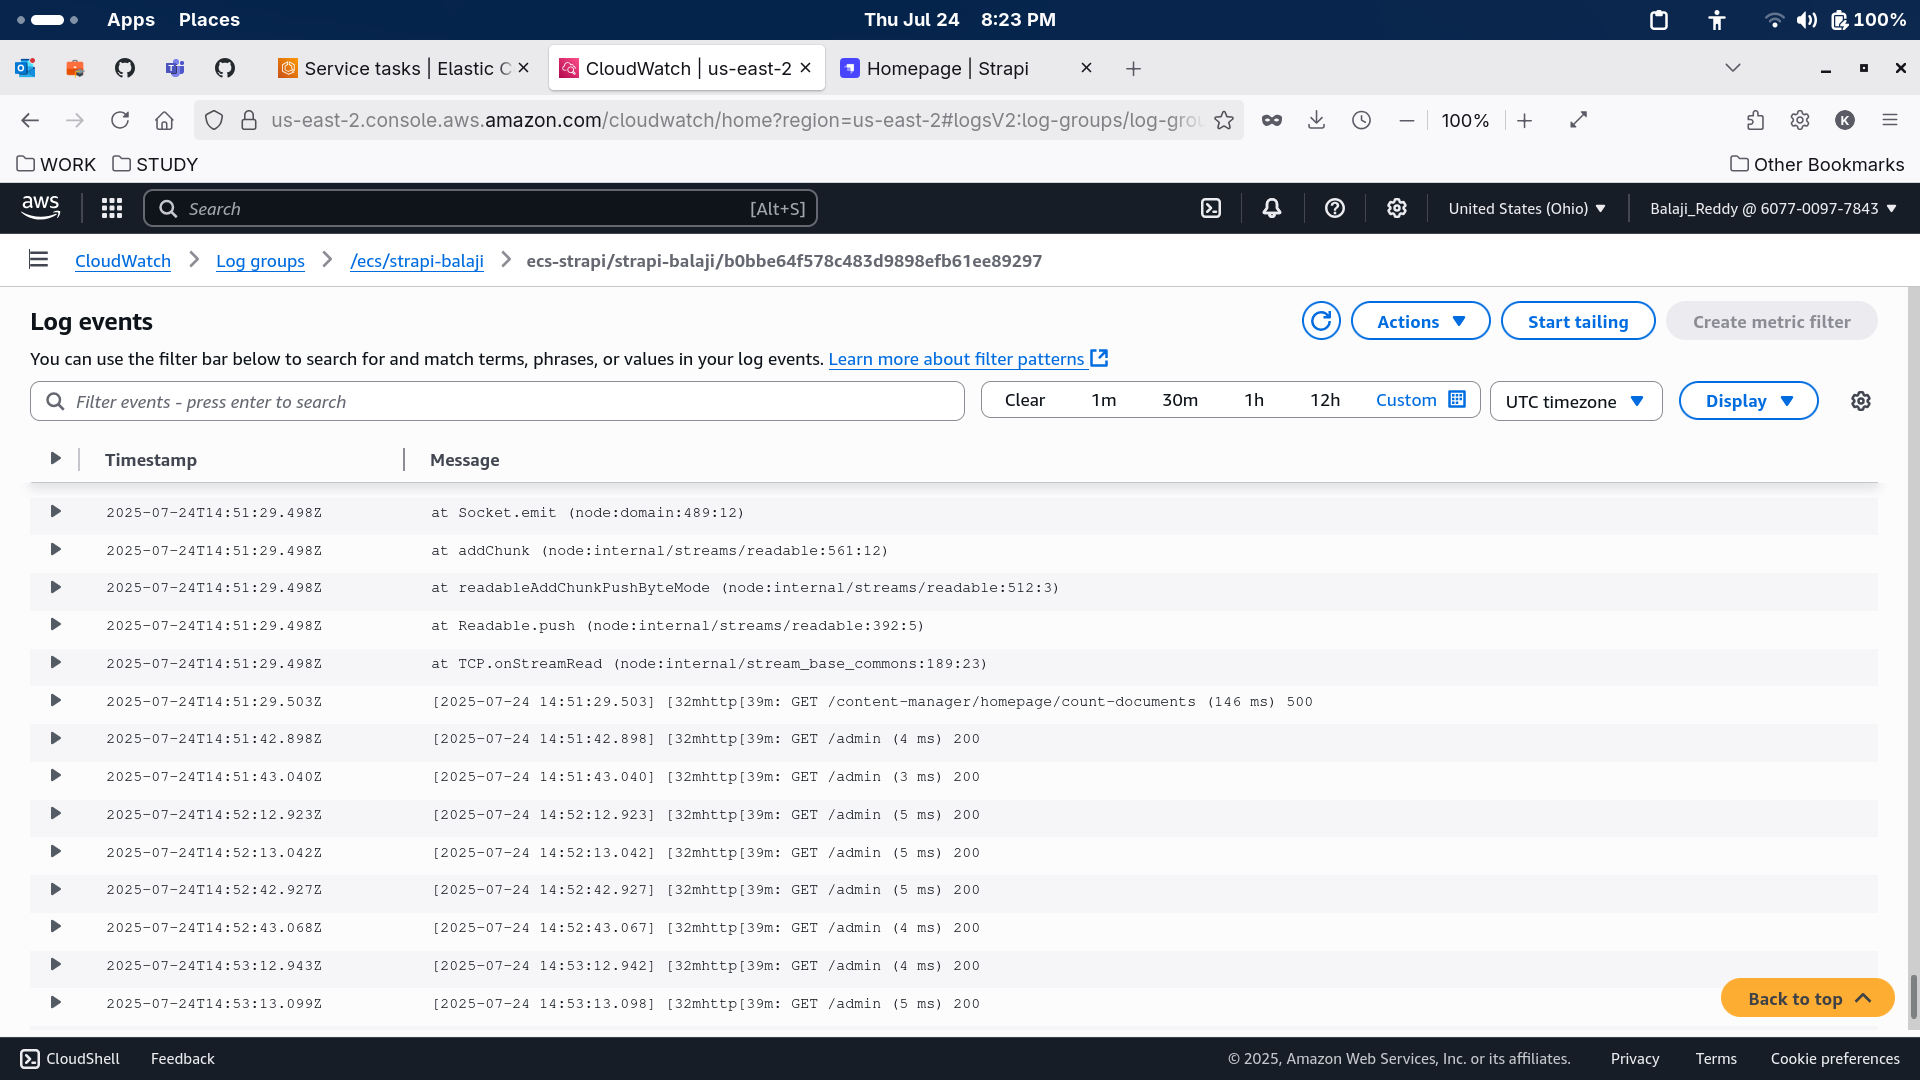 Apps Places Thu Jul 24 8:23 PM 100%
Service tasks | Elastic C CloudWatch | us-east-2 Homepage | Strapi
us-east-2.console.aws.amazon.com/cloudwatch/home?region=us-east-2#logsV2:log-groups/log-grou 100%
WORK STUDY Other Bookmarks
aws Search [Alt+S] United States (Ohio) Balaji_Reddy @ 6077-0097-7843
CloudWatch Log groups /ecs/strapi-balaji ecs-strapi/strapi-balaji/b0bbe64f578c483d9898efb61ee89297
Log events Actions Start tailing Create metric filter
You can use the filter bar below to search for and match terms, phrases, or values in your log events. Learn more about filter patterns
Filter events - press enter to search Clear 1m 30m 1h 12h Custom UTC timezone Display
Timestamp Message
2025-07-24T14:51:29.498Z at Socket.emit (node:domain:489:12)
2025-07-24T14:51:29.498Z at addChunk (node:internal/streams/readable:561:12)
2025-07-24T14:51:29.498Z at readableAddChunkPushByteMode (node:internal/streams/readable:512:3)
2025-07-24T14:51:29.498Z at Readable.push (node:internal/streams/readable:392:5)
2025-07-24T14:51:29.498Z at TCP.onStreamRead (node:internal/stream_base_commons:189:23)
2025-07-24T14:51:29.503Z [2025-07-24 14:51:29.503] [32mhttp[39m: GET /content-manager/homepage/count-documents (146 ms) 500
2025-07-24T14:51:42.898Z [2025-07-24 14:51:42.898] [32mhttp[39m: GET /admin (4 ms) 200
2025-07-24T14:51:43.040Z [2025-07-24 14:51:43.040] [32mhttp[39m: GET /admin (3 ms) 200
2025-07-24T14:52:12.923Z [2025-07-24 14:52:12.923] [32mhttp[39m: GET /admin (5 ms) 200
2025-07-24T14:52:13.042Z [2025-07-24 14:52:13.042] [32mhttp[39m: GET /admin (5 ms) 200
2025-07-24T14:52:42.927Z [2025-07-24 14:52:42.927] [32mhttp[39m: GET /admin (5 ms) 200
2025-07-24T14:52:43.068Z [2025-07-24 14:52:43.067] [32mhttp[39m: GET /admin (4 ms) 200
2025-07-24T14:53:12.943Z [2025-07-24 14:53:12.942] [32mhttp[39m: GET /admin (4 ms) 200
2025-07-24T14:53:13.099Z [2025-07-24 14:53:13.098] [32mhttp[39m: GET /admin (5 ms) 200
Back to top
CloudShell Feedback © 2025, Amazon Web Services, Inc. or its affiliates. Privacy Terms Cookie preferences